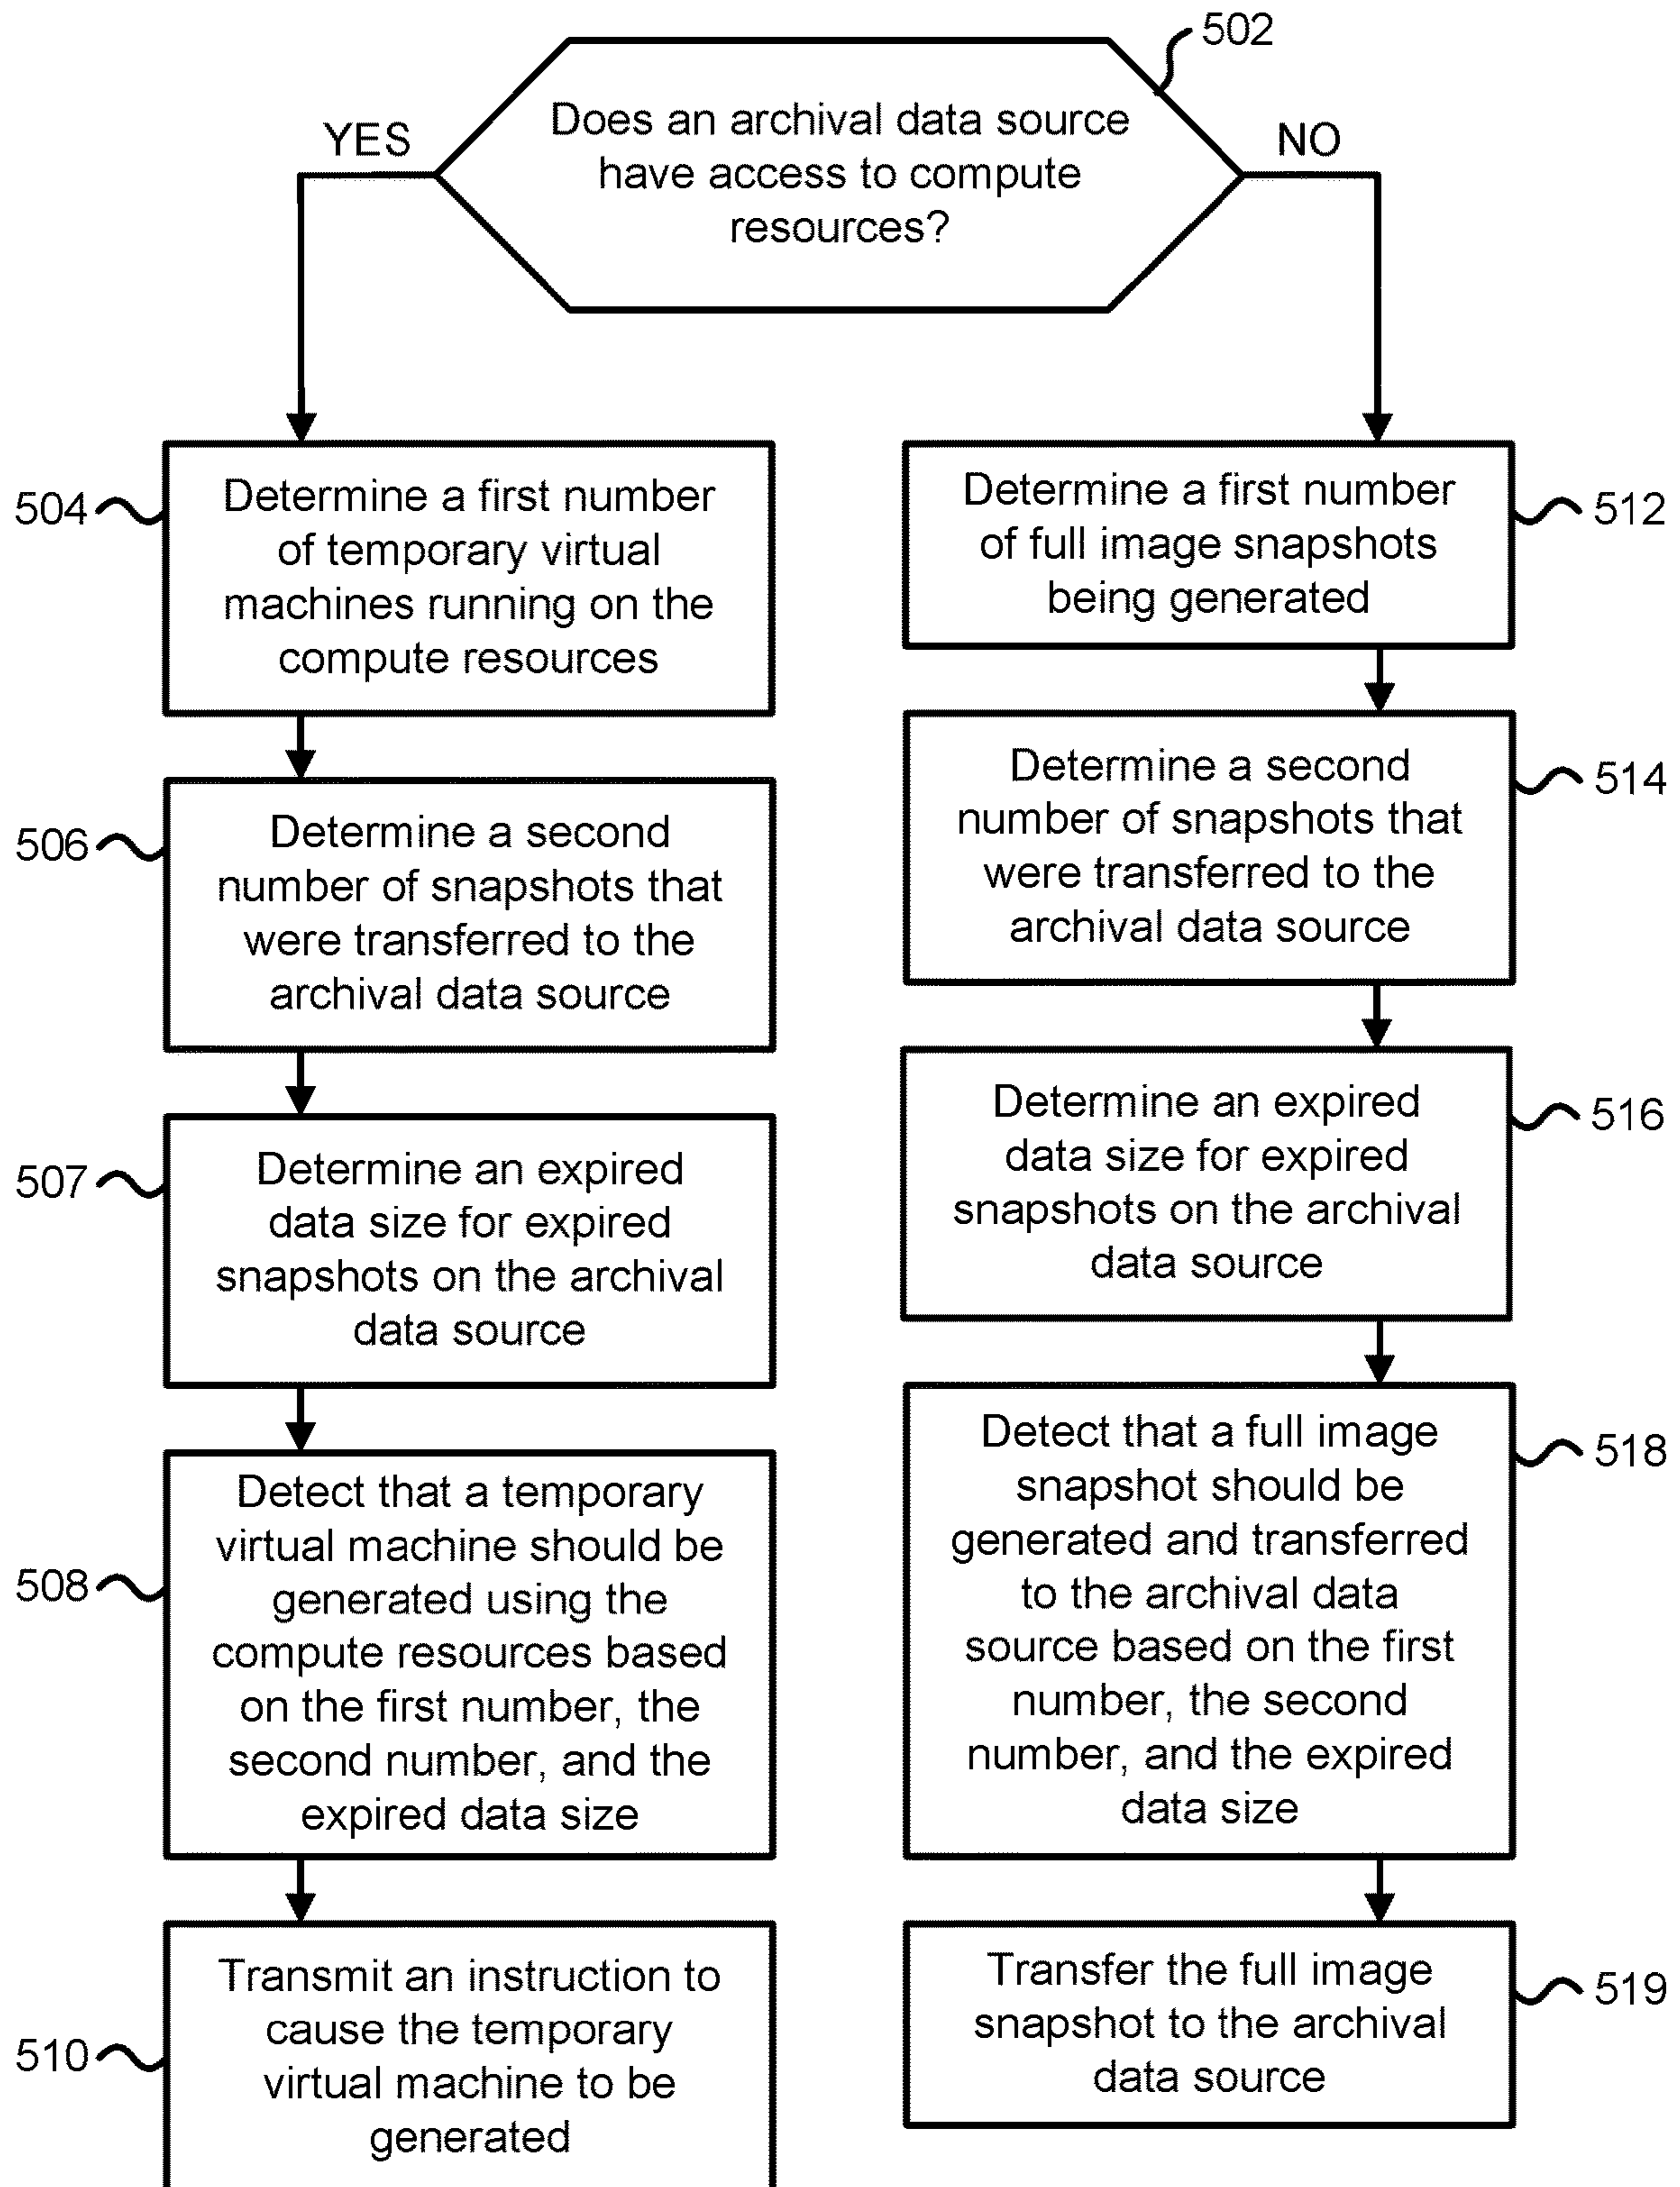 502
Does an archival data source
have access to compute
resources?
YES
NO
504
Determine a first number
of temporary virtual
machines running on the
compute resources
506
Determine a second
number of snapshots that
were transferred to the
archival data source
507
Determine an expired
data size for expired
snapshots on the archival
data source
508
Detect that a temporary
virtual machine should be
generated using the
compute resources based
on the first number, the
second number, and the
expired data size
510
Transmit an instruction to
cause the temporary
virtual machine to be
generated
Determine a first number
of full image snapshots
being generated
512
Determine a second
number of snapshots that
were transferred to the
archival data source
514
Determine an expired
data size for expired
snapshots on the archival
data source
516
Detect that a full image
snapshot should be
generated and transferred
to the archival data
source based on the first
number, the second
number, and the expired
data size
518
Transfer the full image
snapshot to the archival
data source
519